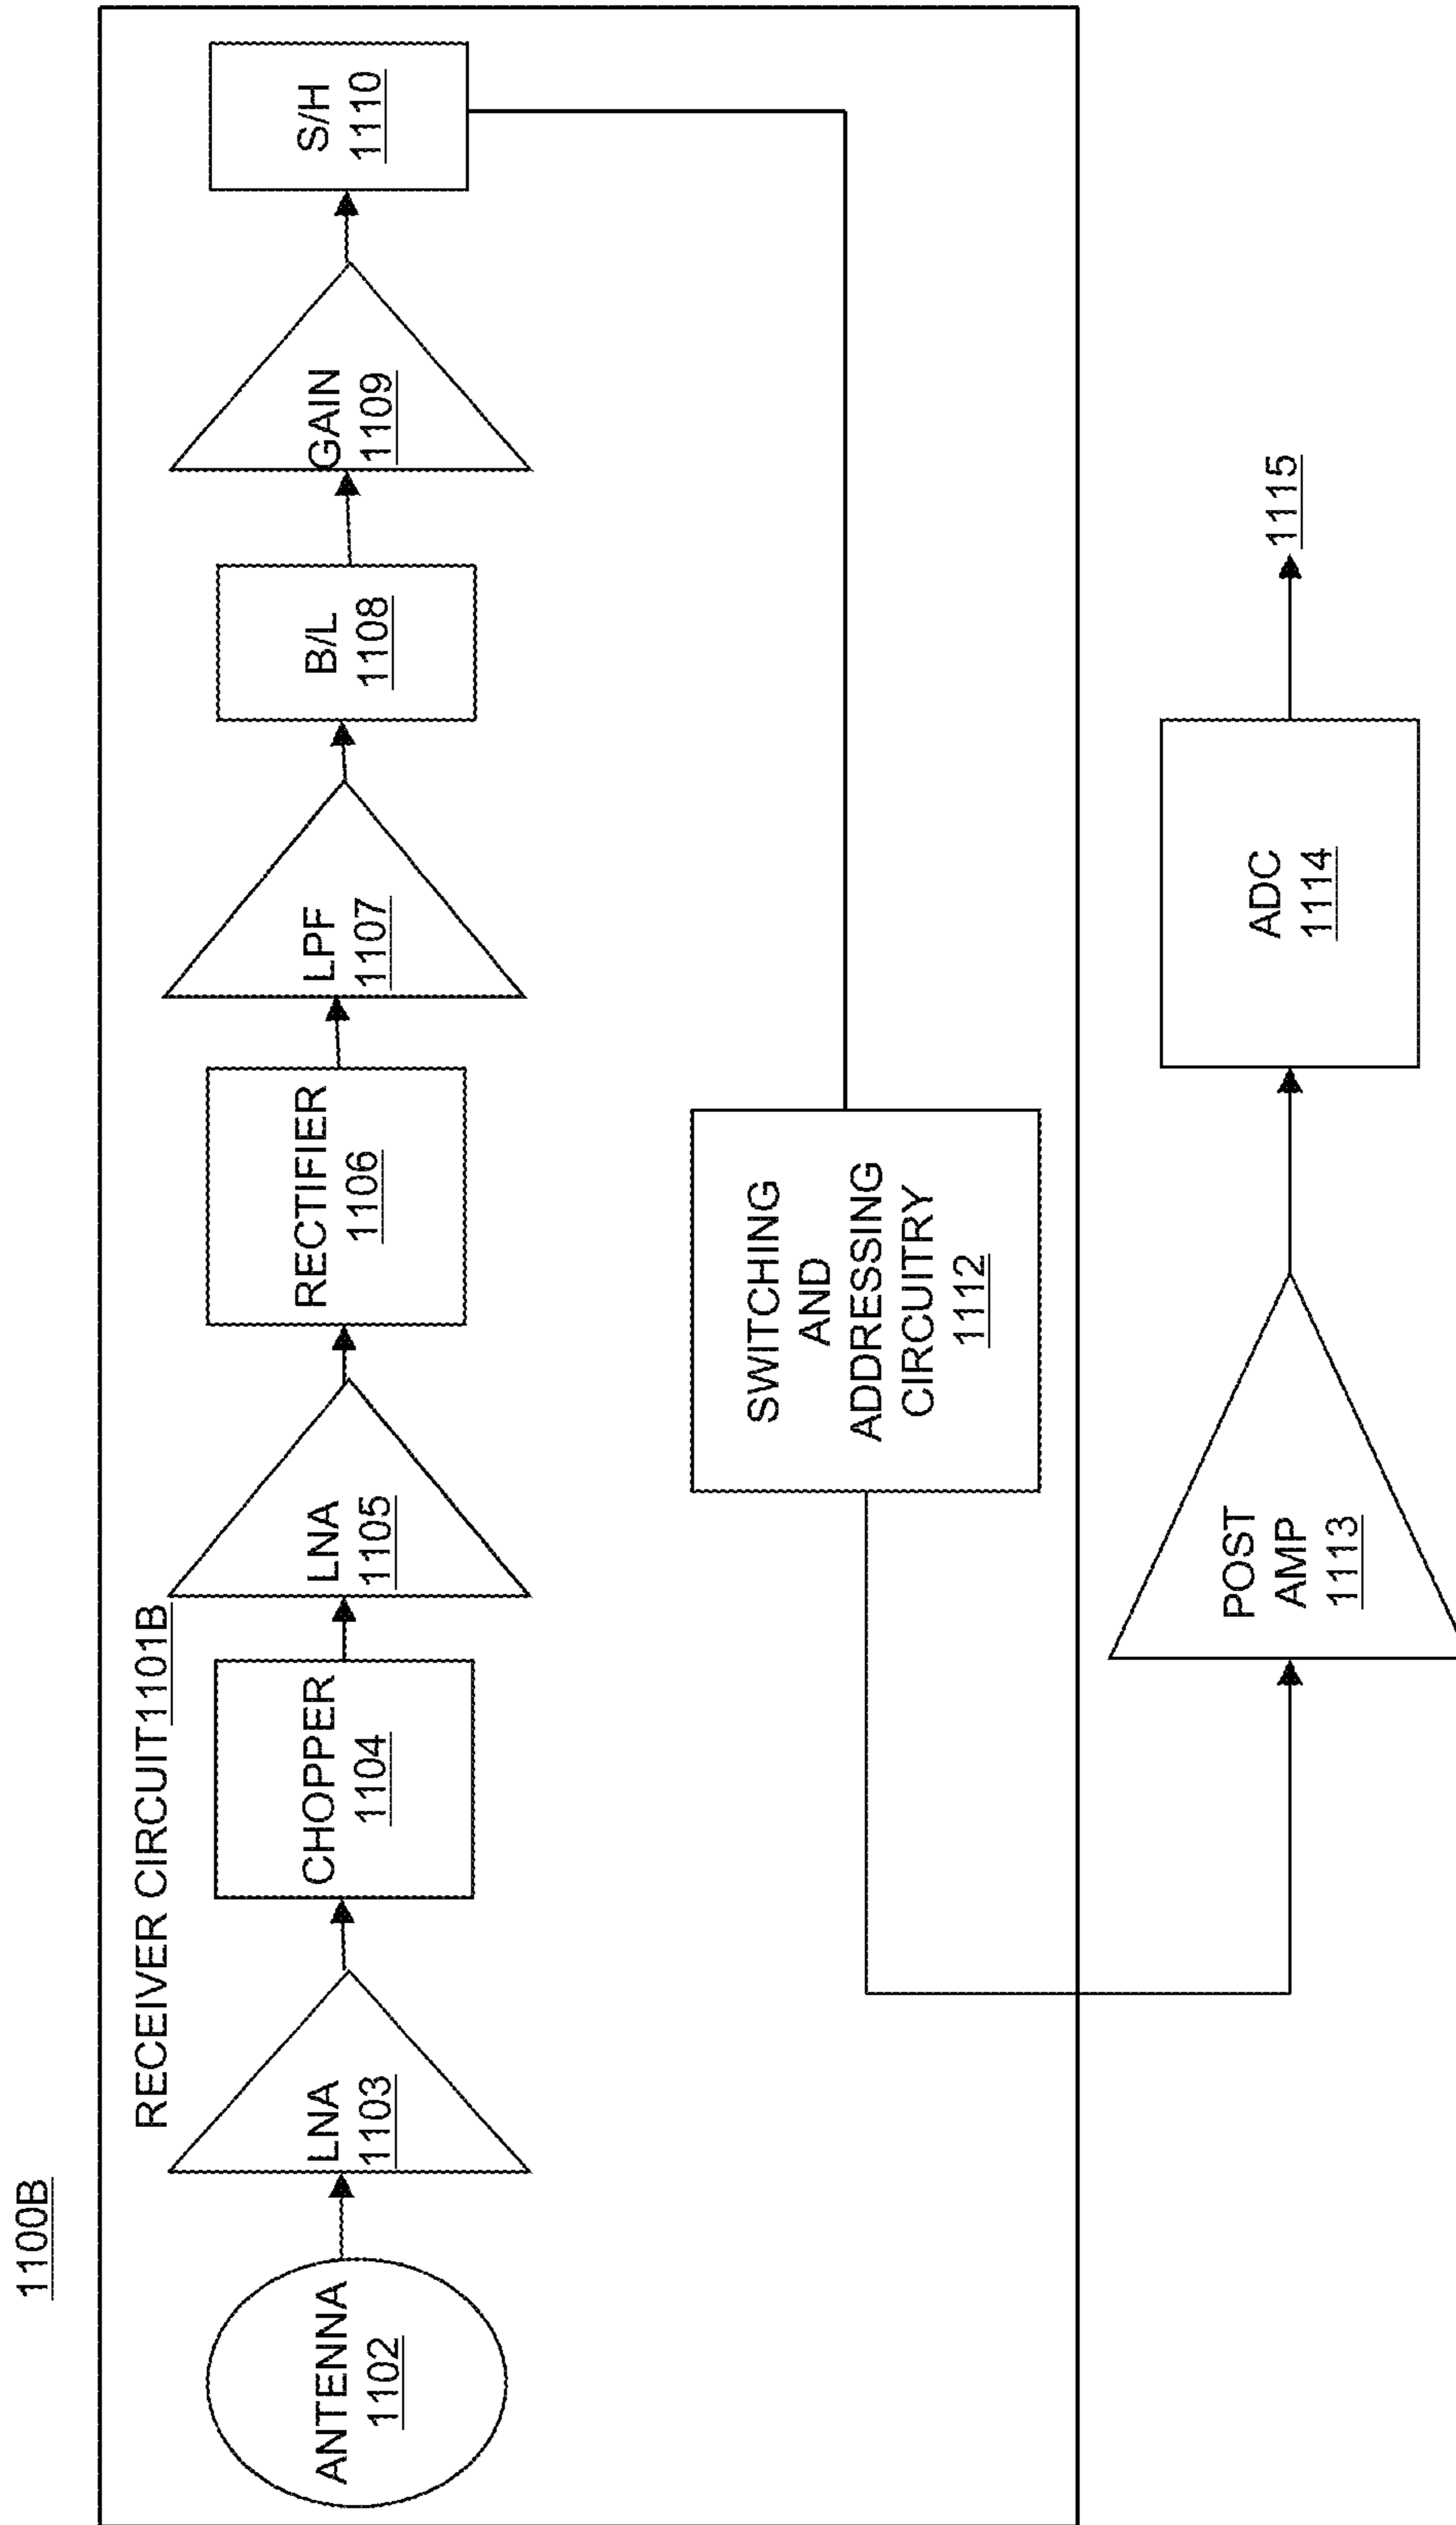 1100B
RECEIVER CIRCUIT1101B
ANTENNA
1102
LNA
1103
CHOPPER
1104
LNA
1105
RECTIFIER
1106
LPF
1107
B/L
1108
GAIN
1109
S/H
1110
SWITCHING
AND
ADDRESSING
CIRCUITRY
1112
POST
AMP
1113
ADC
1114
1115